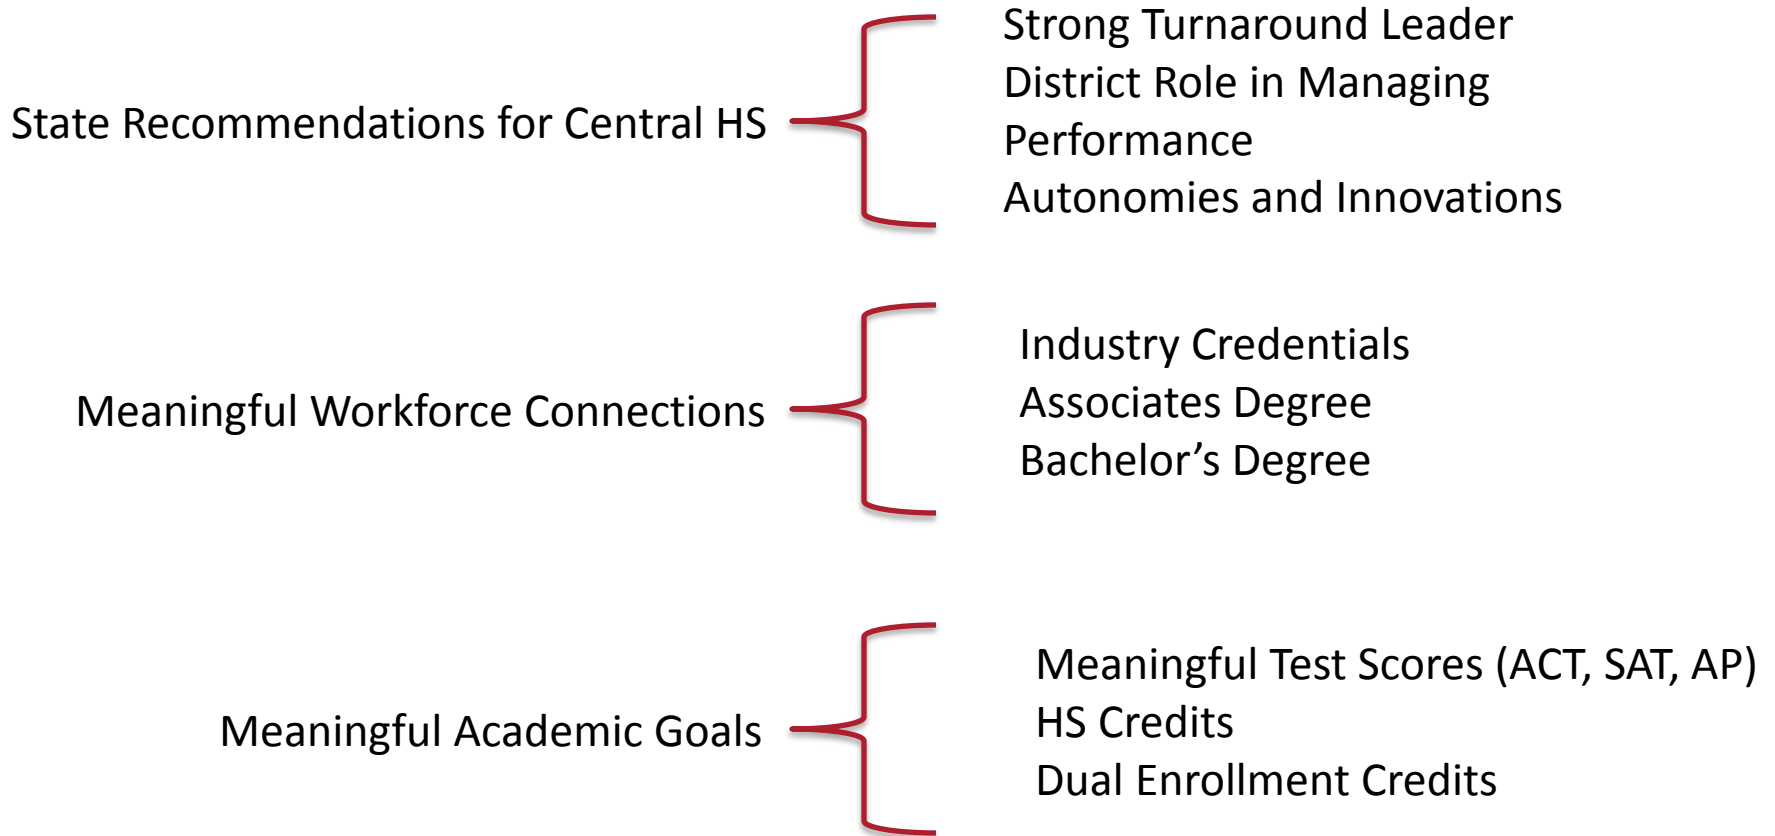 State Recommendations for Central HS
Strong Turnaround Leader
District Role in Managing
Performance
Autonomies and Innovations
Meaningful Workforce Connections
Industry Credentials
Associates Degree
Bachelor’s Degree
Meaningful Academic Goals
Meaningful Test Scores (ACT, SAT, AP)
HS Credits
Dual Enrollment Credits